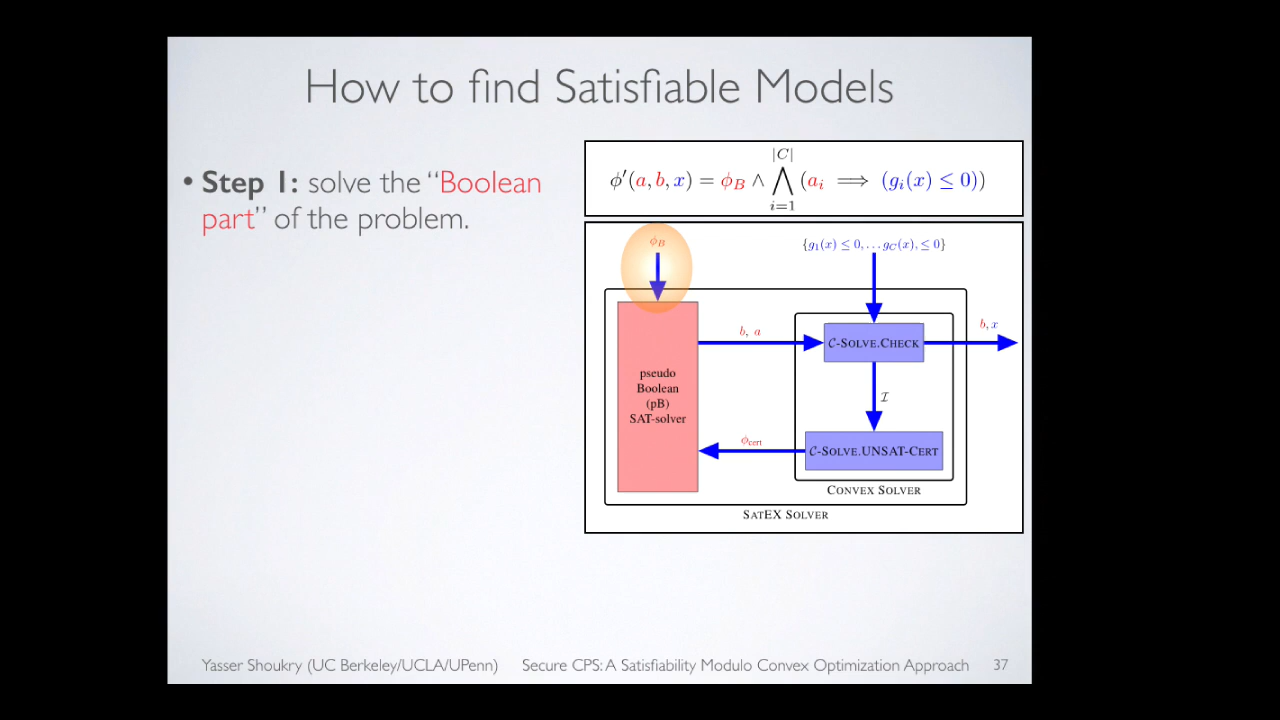 How to find Satisfiable Models
• Step 1: solve the “Boolean
part” of the problem.
|C|
ϕ′(a, b, x) = ϕ_B ∧ ⋀ (a_i ⟹ (g_i(x) ≤ 0))
i=1
ϕ_B
{g_1(x) ≤ 0, . . . g_C(x), ≤ 0}
b, a
C-SOLVE.CHECK
b, x
pseudo
Boolean
(pB)
SAT-solver
I
ϕ_cert
C-SOLVE.UNSAT-CERT
CONVEX SOLVER
SATEX SOLVER
Yasser Shoukry (UC Berkeley/UCLA/UPenn) Secure CPS: A Satisfiability Modulo Convex Optimization Approach 37